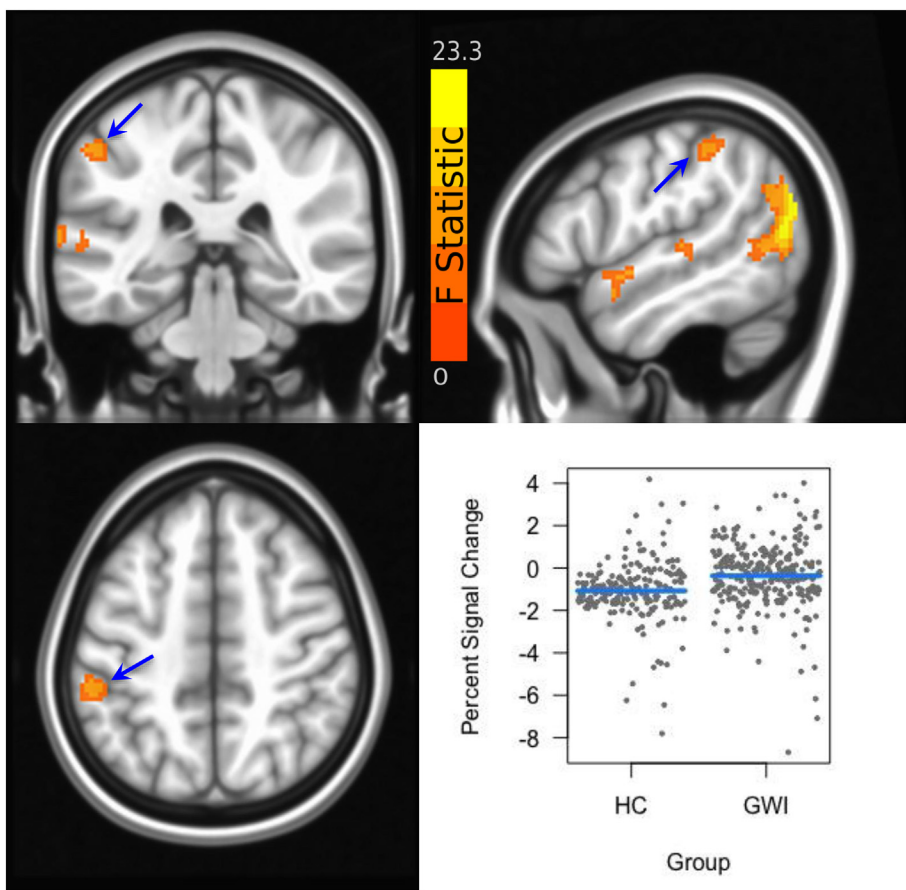 23.3
F Statistic
0
4
2
0
-2
-4
-6
-8
Percent Signal Change
HC
GWI
Group